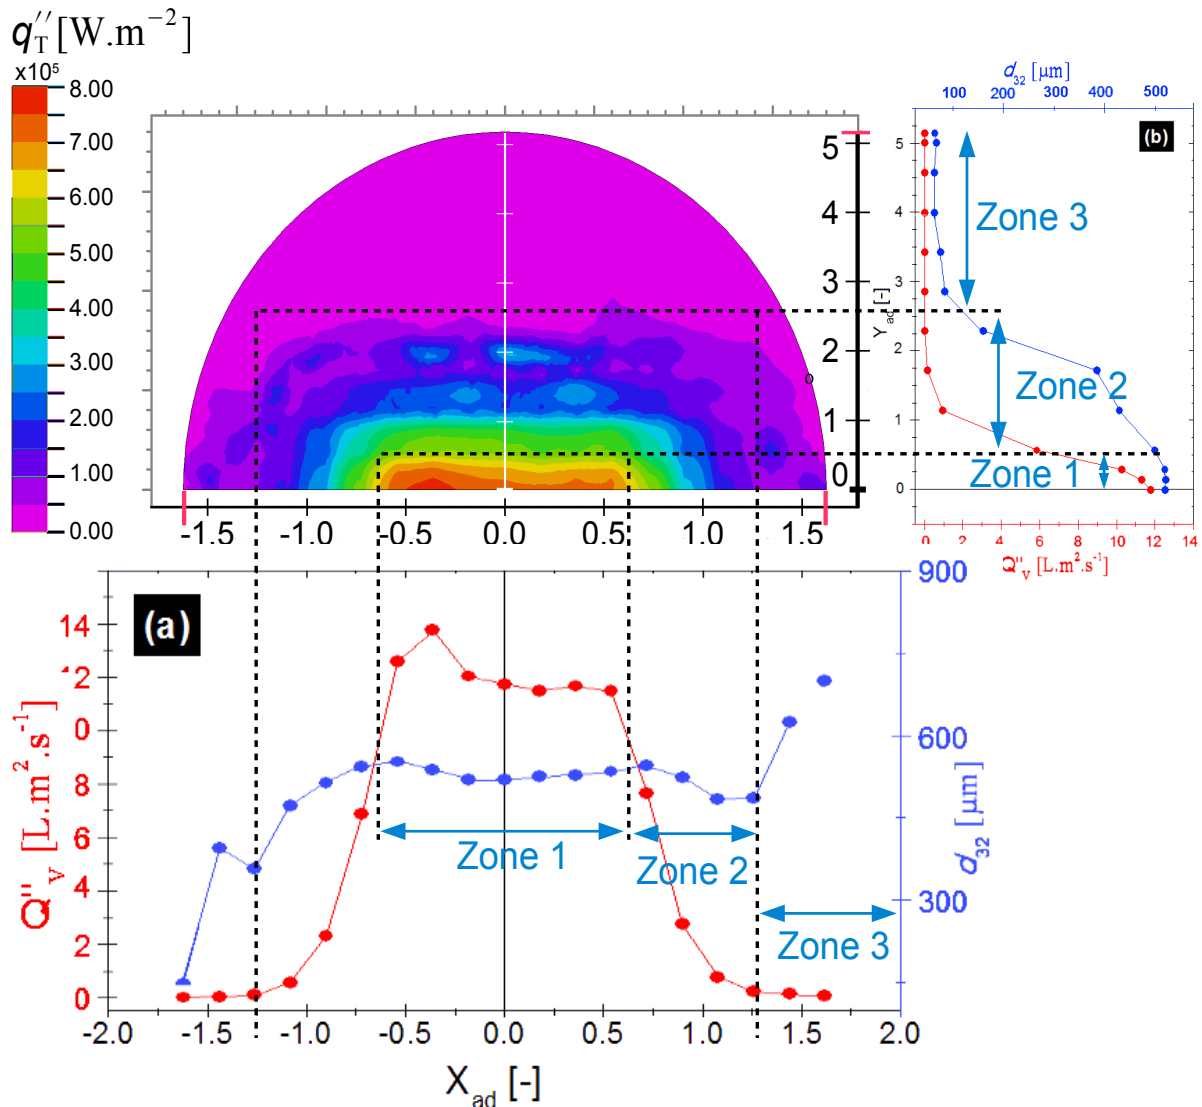 q''T [W.m−2]
x10⁵
8.00
7.00
6.00
5.00
4.00
3.00
2.00
1.00
0.00
5
4
3
2
1
0
o
-1.5
-1.0
-0.5
0.0
0.5
1.0
1.5
d32 [µm]
100 200 300 400 500
(b)
5
4
3
2
1
0
Yad [-]
Zone 3
Zone 2
Zone 1
0 2 4 6 8 10 12 14
Q''V [L.m².s⁻¹]
(a)
14
2
0
8
6
4
2
0
Q''V [L.m².s⁻¹]
900
600
300
d32 [µm]
Zone 1
Zone 2
Zone 3
-2.0 -1.5 -1.0 -0.5 0.0 0.5 1.0 1.5 2.0
Xad [-]